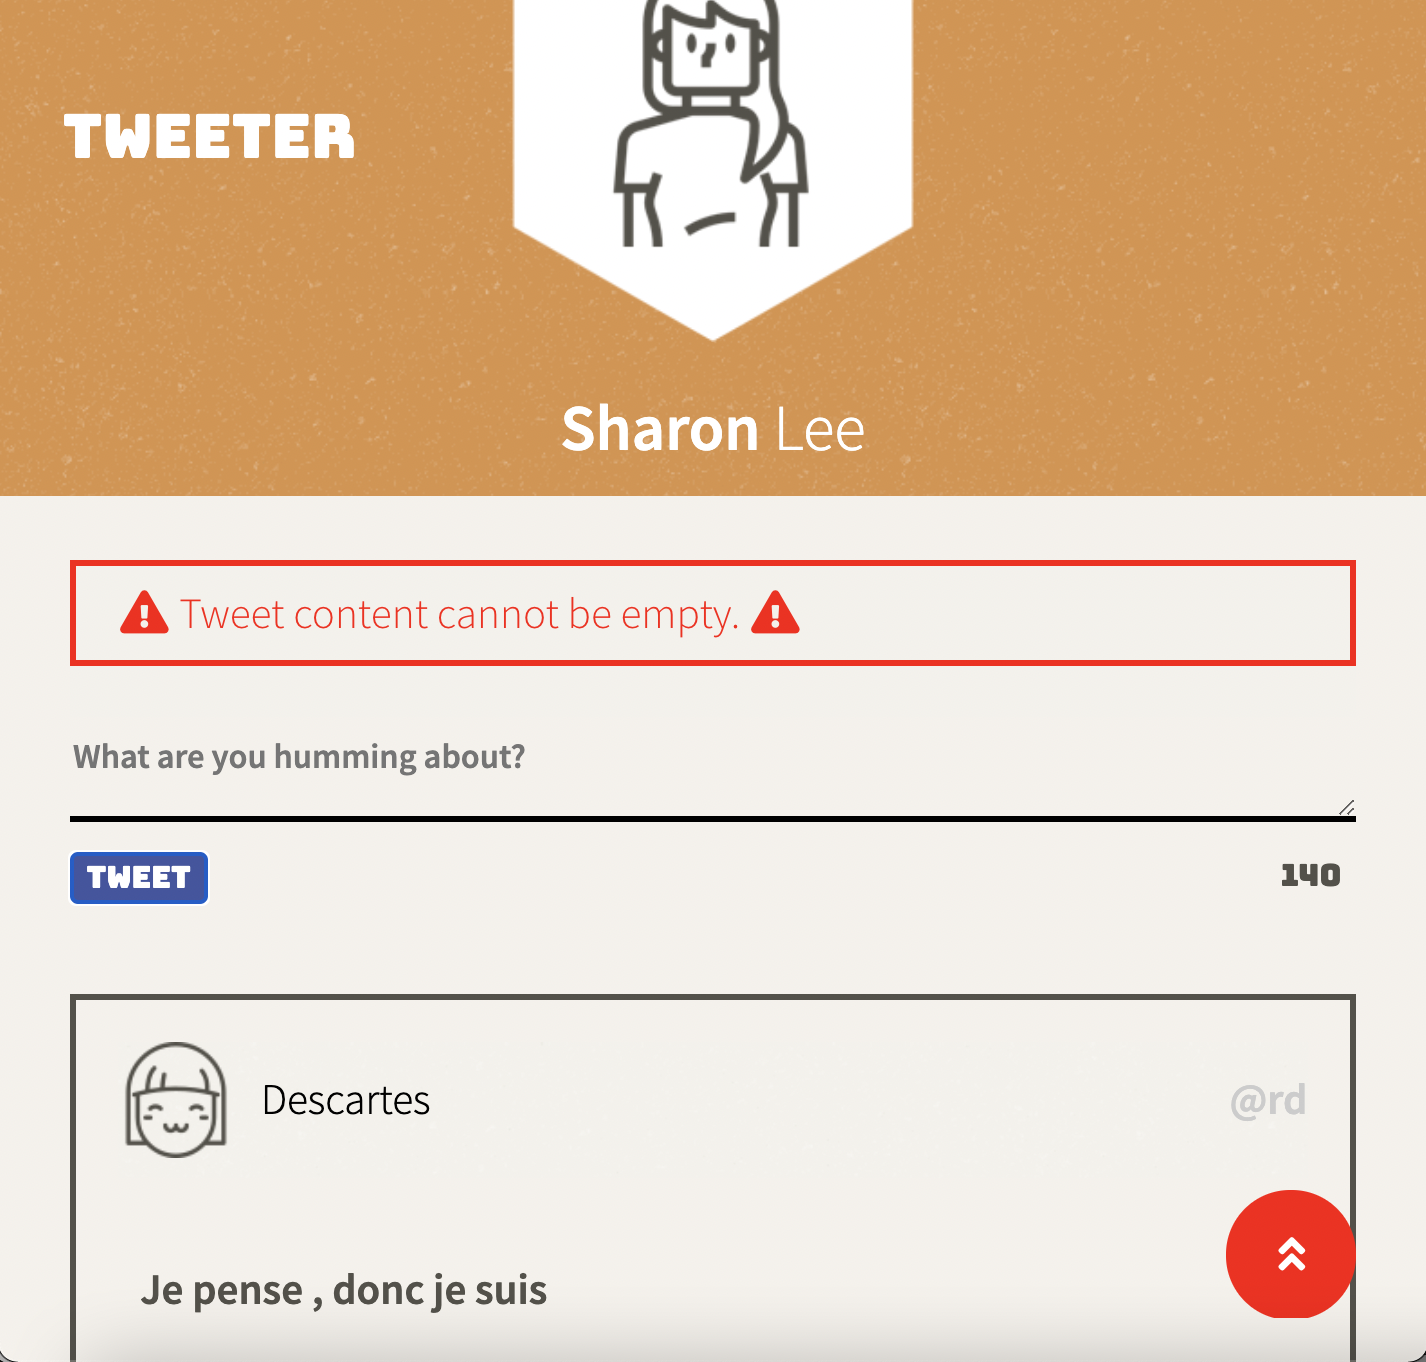 TWEETER
Sharon Lee
Tweet content cannot be empty.
What are you humming about?
TWEET
140
Descartes
@rd
Je pense , donc je suis